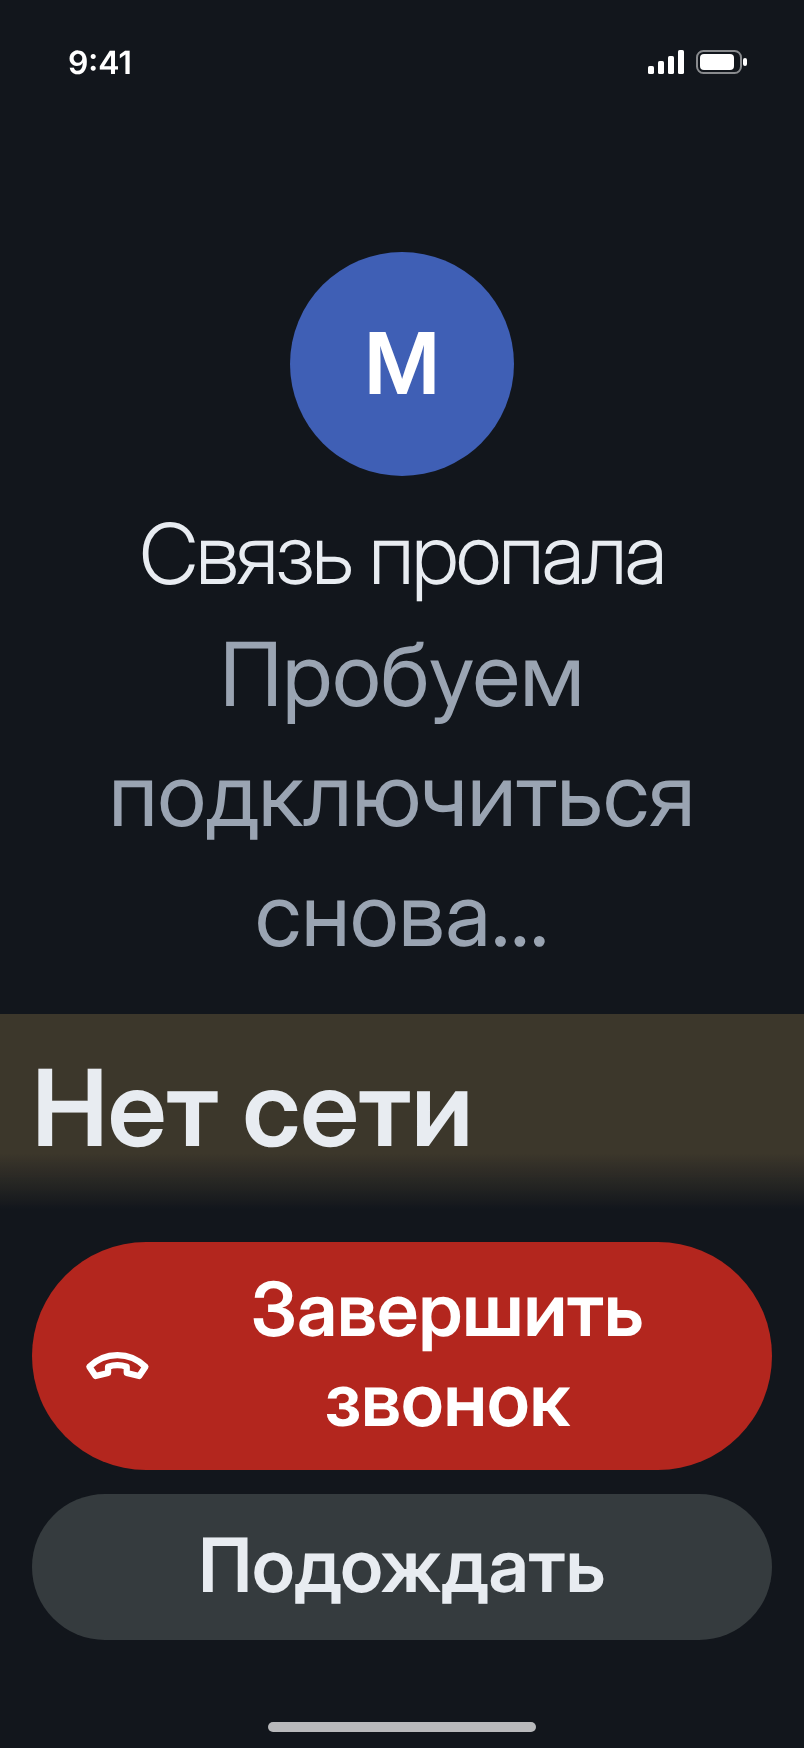 9:41
М
Связь пропала
Пробуем
подключиться
снова...
Нет сети
Завершить
звонок
Подождать